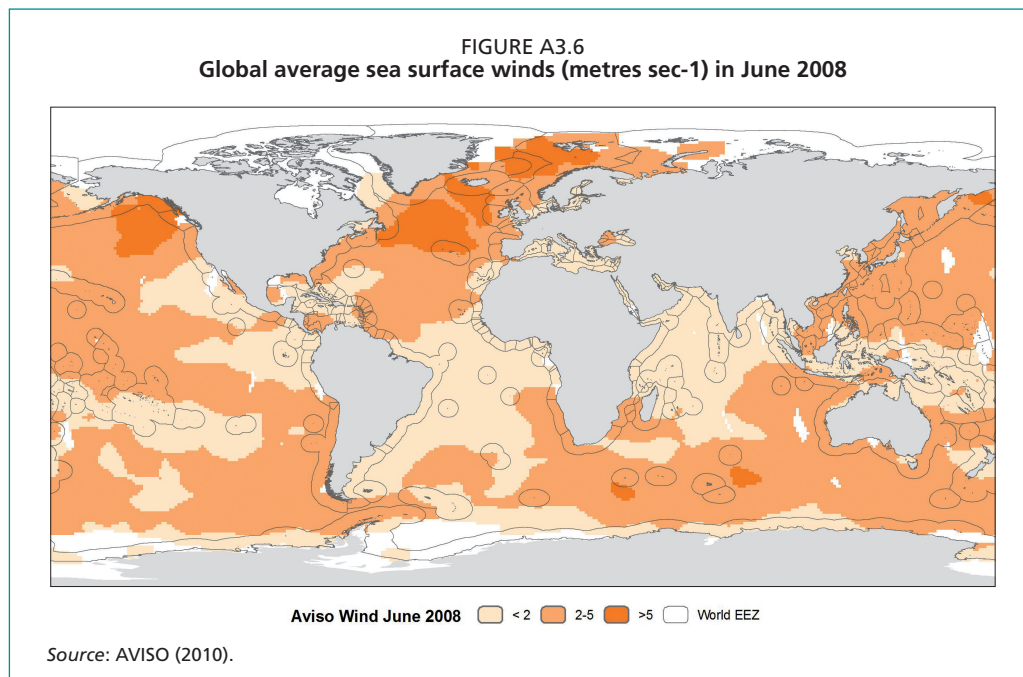 FIGURE A3.6
Global average sea surface winds (metres sec-1) in June 2008
Aviso Wind June 2008 < 2 2-5 >5 World EEZ
Source: AVISO (2010).